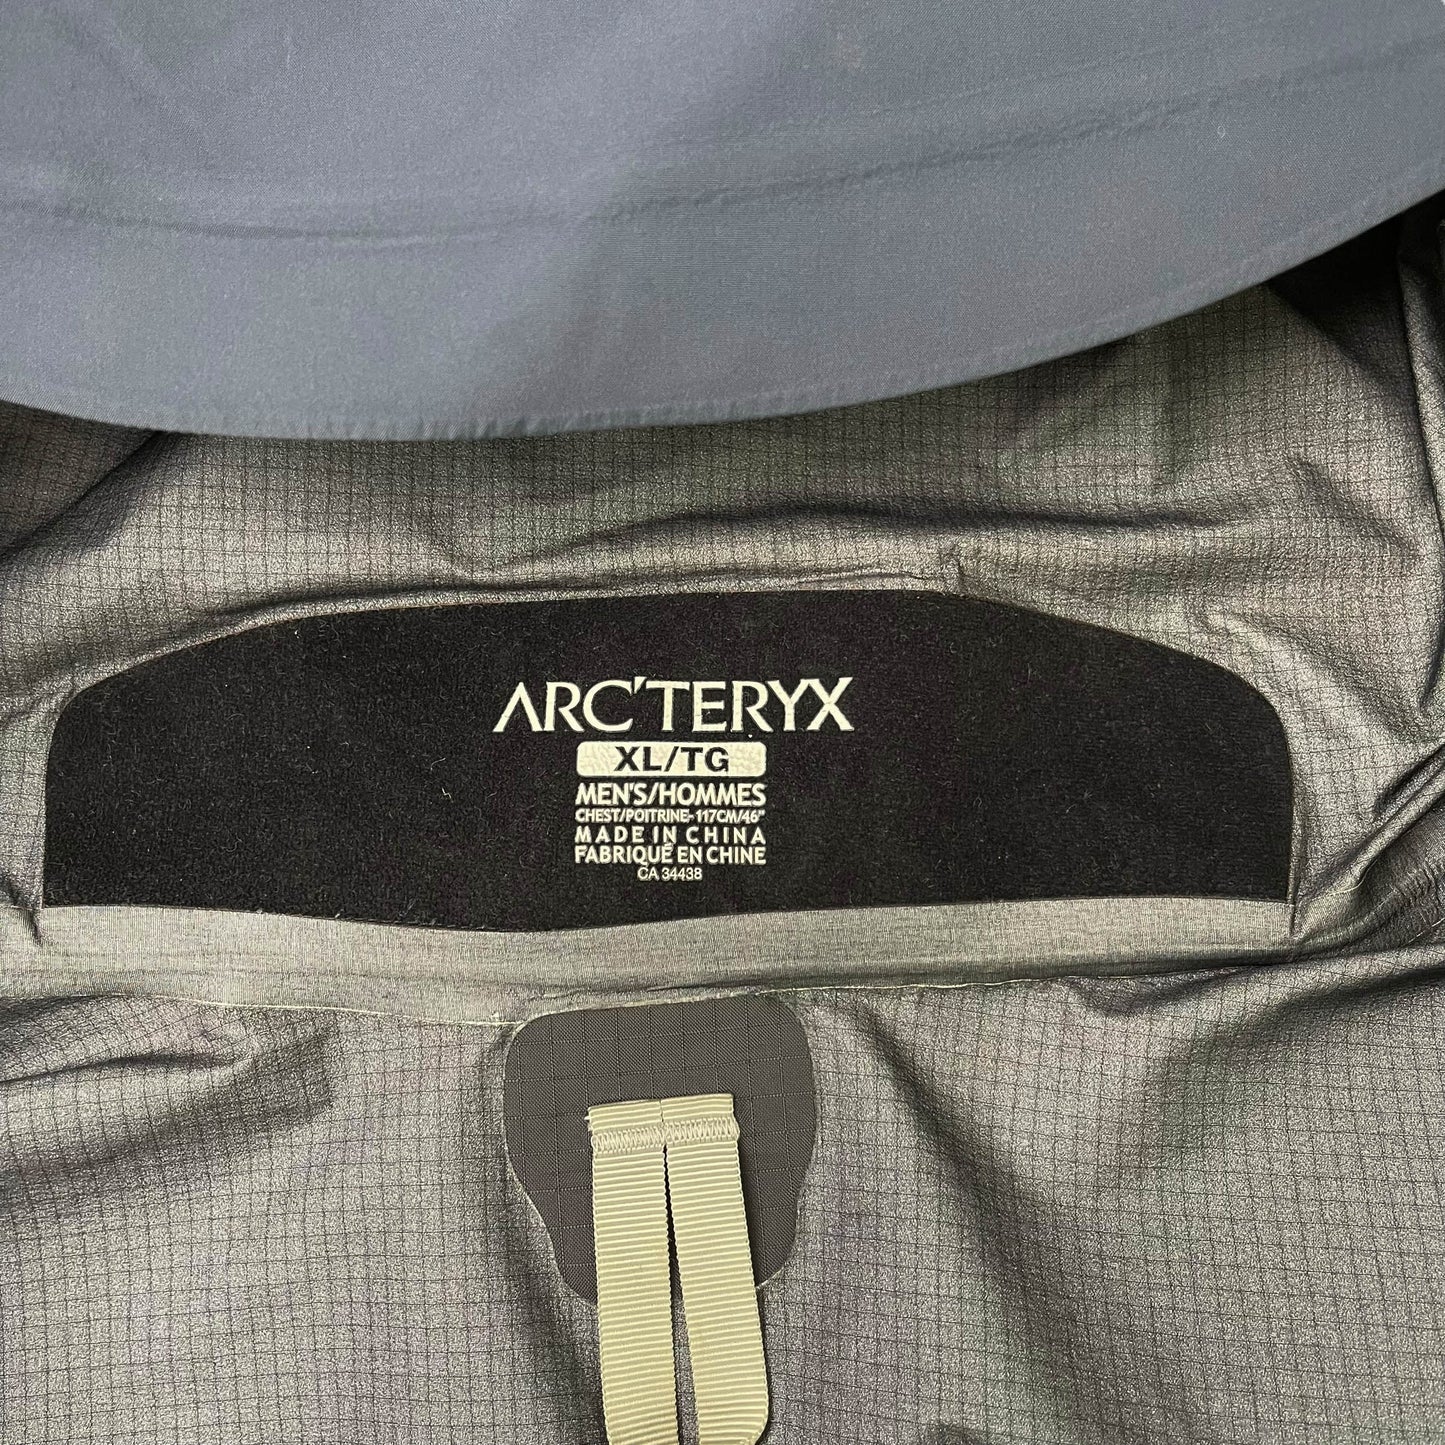 ARC'TERYX
XL/TG
MEN'S/HOMMES
CHEST/POITRINE- 117CM/46"
MADE IN CHINA
FABRIQUÉ EN CHINE
CA 34438